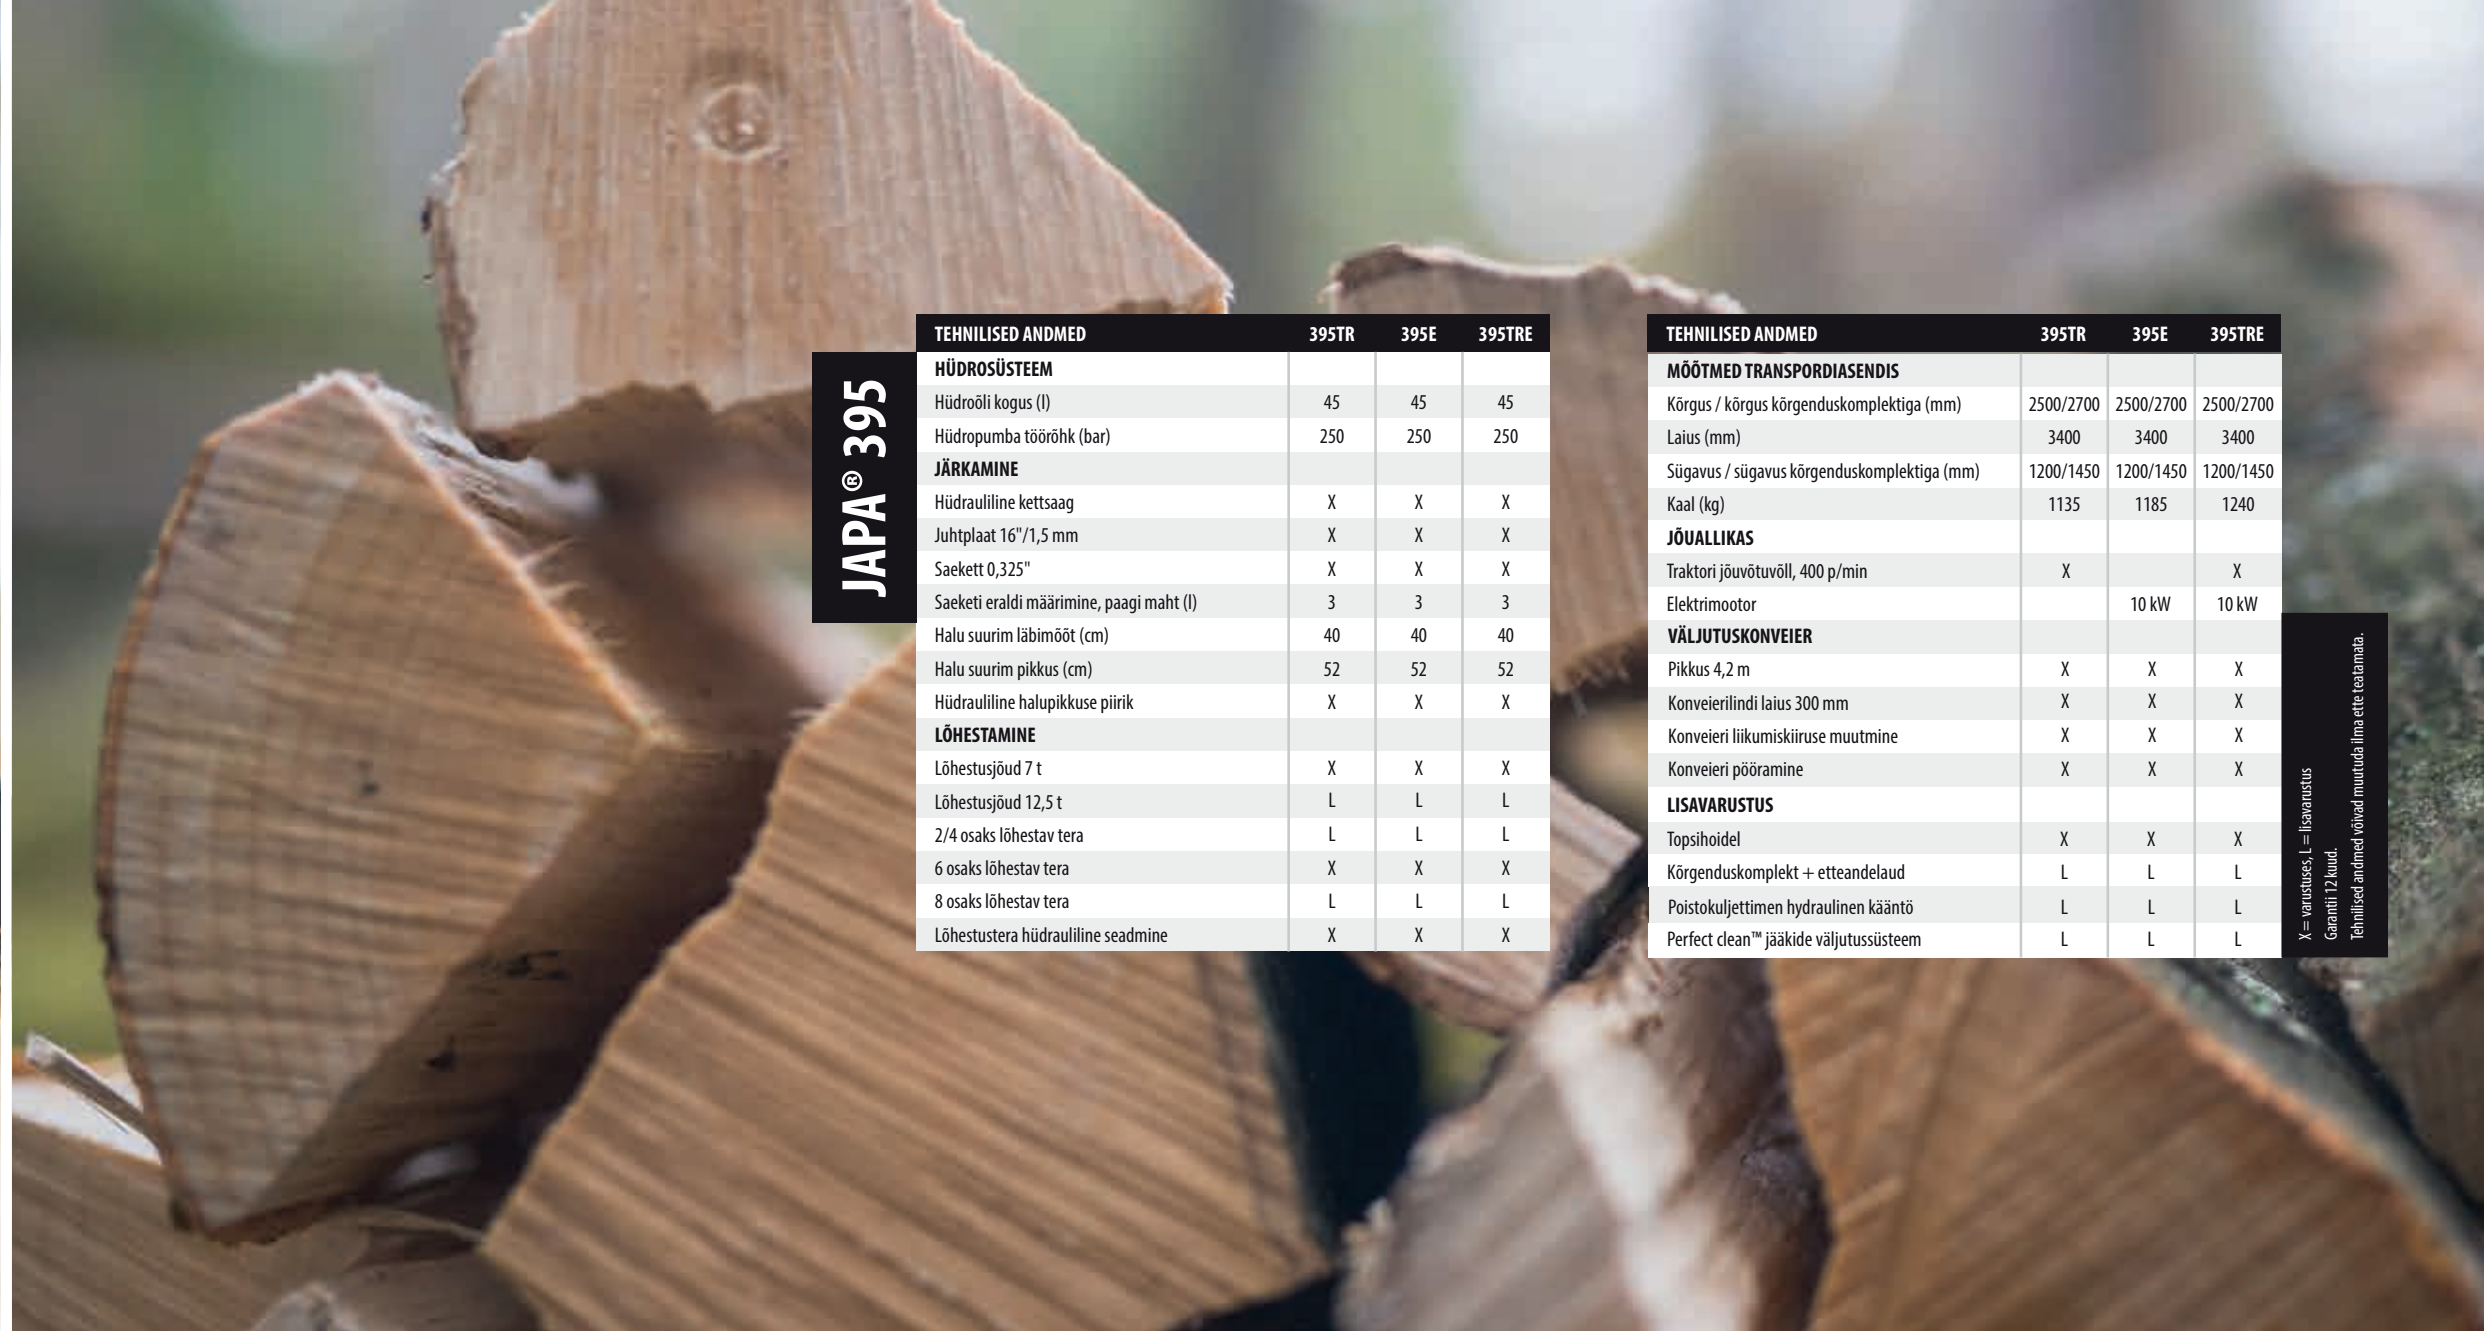 JAPA® 395
TEHNILISED ANDMED 395TR 395E 395TRE
HÜDROSÜSTEEM
Hüdroõli kogus (l) 45 45 45
Hüdropumba töörõhk (bar) 250 250 250
JÄRKAMINE
Hüdrauliline kettsaag X X X
Juhtplaat 16"/1,5 mm X X X
Saekett 0,325" X X X
Saeketi eraldi määrimine, paagi maht (l) 3 3 3
Halu suurim läbimõõt (cm) 40 40 40
Halu suurim pikkus (cm) 52 52 52
Hüdrauliline halupikkuse piirik X X X
LÕHESTAMINE
Lõhestusjõud 7 t X X X
Lõhestusjõud 12,5 t L L L
2/4 osaks lõhestav tera L L L
6 osaks lõhestav tera X X X
8 osaks lõhestav tera L L L
Lõhestustera hüdrauliline seadmine X X X
TEHNILISED ANDMED 395TR 395E 395TRE
MÕÕTMED TRANSPORDIASENDIS
Kõrgus / kõrgus kõrgenduskomplektiga (mm) 2500/2700 2500/2700 2500/2700
Laius (mm) 3400 3400 3400
Sügavus / sügavus kõrgenduskomplektiga (mm) 1200/1450 1200/1450 1200/1450
Kaal (kg) 1135 1185 1240
JÕUALLIKAS
Traktori jõuvõtuvõll, 400 p/min X X
Elektrimootor 10 kW 10 kW
VÄLJUTUSKONVEIER
Pikkus 4,2 m X X X
Konveierilindi laius 300 mm X X X
Konveieri liikumiskiiruse muutmine X X X
Konveieri pööramine X X X
LISAVARUSTUS
Topsihoidel X X X
Kõrgenduskomplekt + etteandelaud L L L
Poistokuljettimen hydraulinen kääntö L L L
Perfect clean™ jääkide väljutussüsteem L L L
X = varustuses, L = lisavarustus
Garantii 12 kuud.
Tehnilised andmed võivad muutuda ilma ette teatamata.